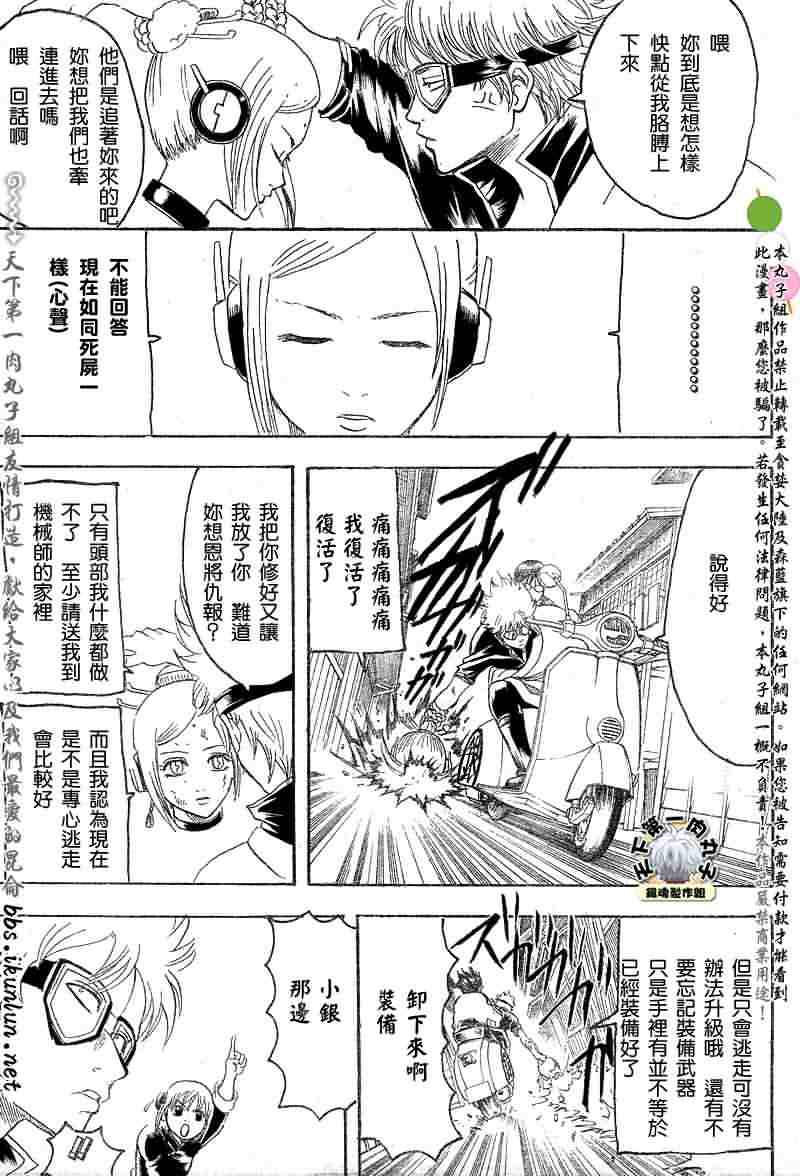 喂
妳到底是想怎樣
快點從我胳膊上
下來
他們是追著妳來的吧
妳想把我們也牽
連進去嗎
喂 回話啊
不能回答
現在如同死屍一
樣(心聲)
說得好
痛痛痛痛痛
我復活了
復活了
我把你修好又讓
我放了你 難道
妳想恩將仇報?
只有頭部我什麼都做
不了 至少請送我到
機械師的家裡
而且我認為現在
是不是專心逃走
會比較好
但是只會逃走可沒有
辦法升級哦 還有不
要忘記裝備武器
只是手裡有並不等於
已經裝備好了
卸下來啊
裝備
小銀
那邊
本丸子組作品禁止轉載至貪婪大陸及森藍旗下的任何網站。如果您被告知需要付款才能看到
此漫畫,那麼您被騙了。若發生任何法律問題,本丸子組一概不負責!本作品嚴禁商業用途!
天下第一肉丸子組友情打造,獻給大家以及我們最愛的昆侖 bbs.ikunlun.net
天下第一肉丸子
銀魂製作組